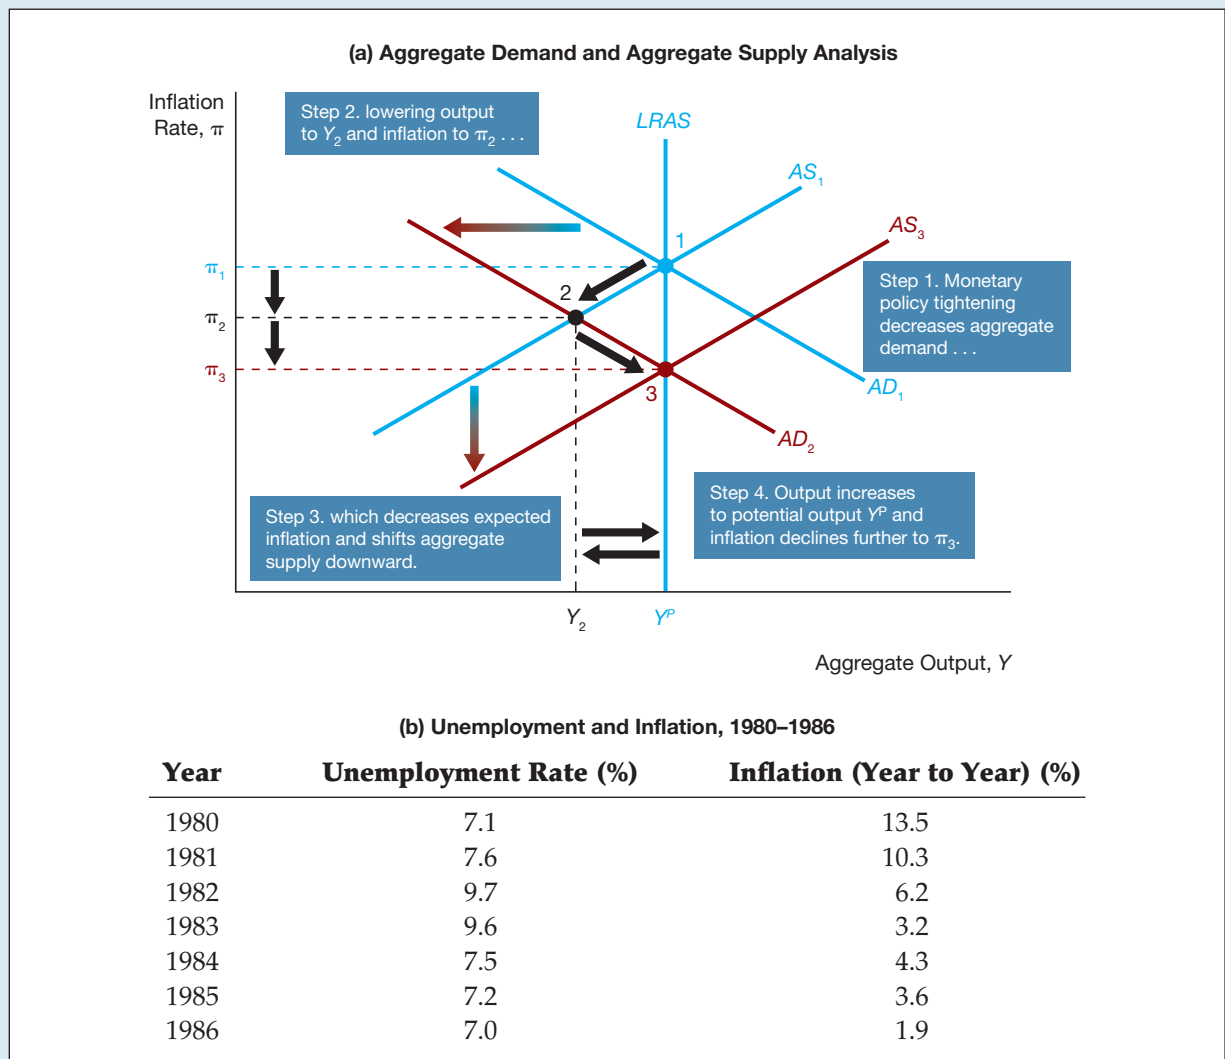 (a) Aggregate Demand and Aggregate Supply Analysis
Inflation
Rate, π
Step 2. lowering output
to Y₂ and inflation to π₂ . . .
LRAS
AS₁
AS₃
π₁
1
Step 1. Monetary
policy tightening
decreases aggregate
demand . . .
2
π₂
π₃
3
AD₁
AD₂
Step 3. which decreases expected
inflation and shifts aggregate
supply downward.
Step 4. Output increases
to potential output Yᴾ and
inflation declines further to π₃.
Y₂
Yᴾ
Aggregate Output, Y
(b) Unemployment and Inflation, 1980–1986
Year Unemployment Rate (%) Inflation (Year to Year) (%)
1980 7.1 13.5
1981 7.6 10.3
1982 9.7 6.2
1983 9.6 3.2
1984 7.5 4.3
1985 7.2 3.6
1986 7.0 1.9